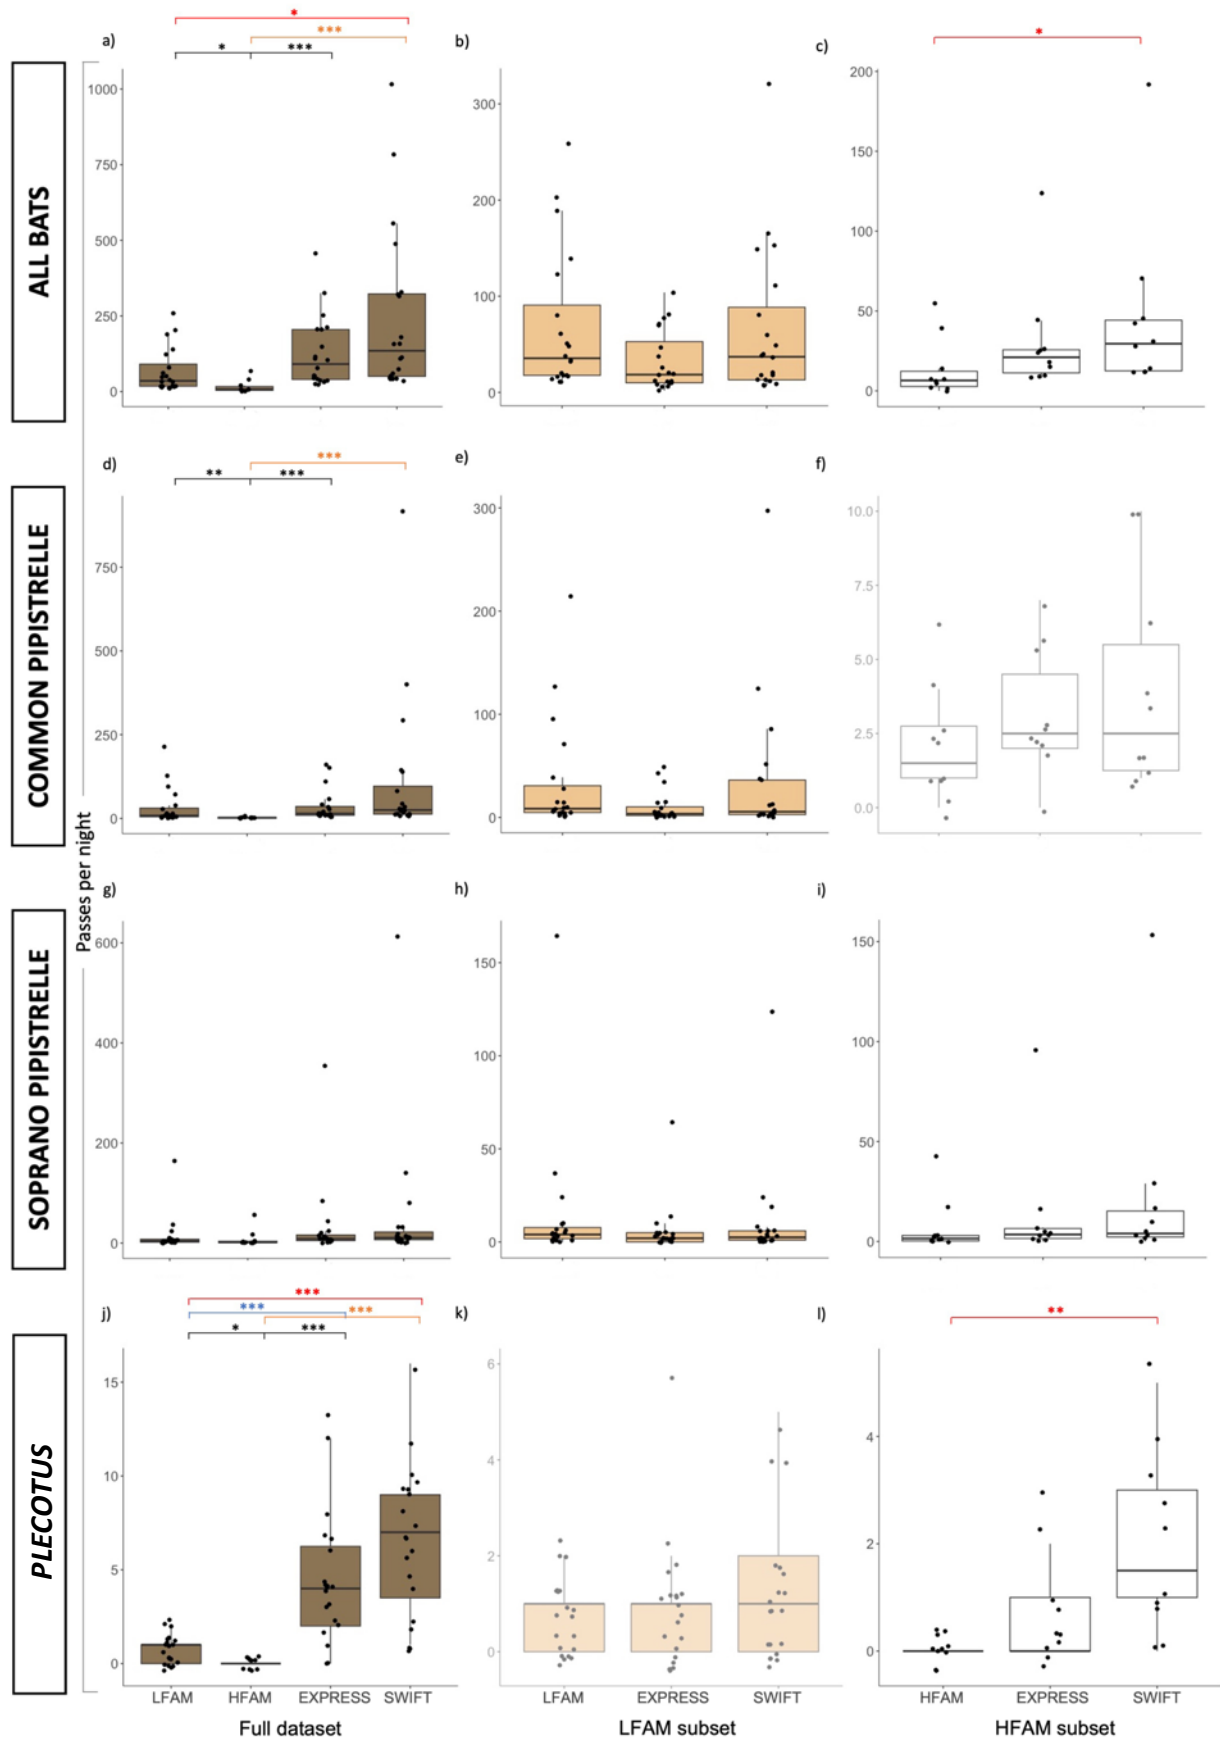 a)
*
***
*
***
b)
c)
*
ALL BATS
1000
750
500
250
0
300
200
100
0
200
150
100
50
0
d)
***
**
***
e)
f)
COMMON PIPISTRELLE
750
500
250
0
300
200
100
0
10.0
7.5
5.0
2.5
0.0
Passes per night
g)
h)
i)
SOPRANO PIPISTRELLE
600
400
200
0
150
100
50
0
150
100
50
0
j)
***
***
***
*
***
k)
l)
**
PLECOTUS
15
10
5
0
6
4
2
0
4
2
0
LFAM HFAM EXPRESS SWIFT
LFAM EXPRESS SWIFT
HFAM EXPRESS SWIFT
Full dataset
LFAM subset
HFAM subset